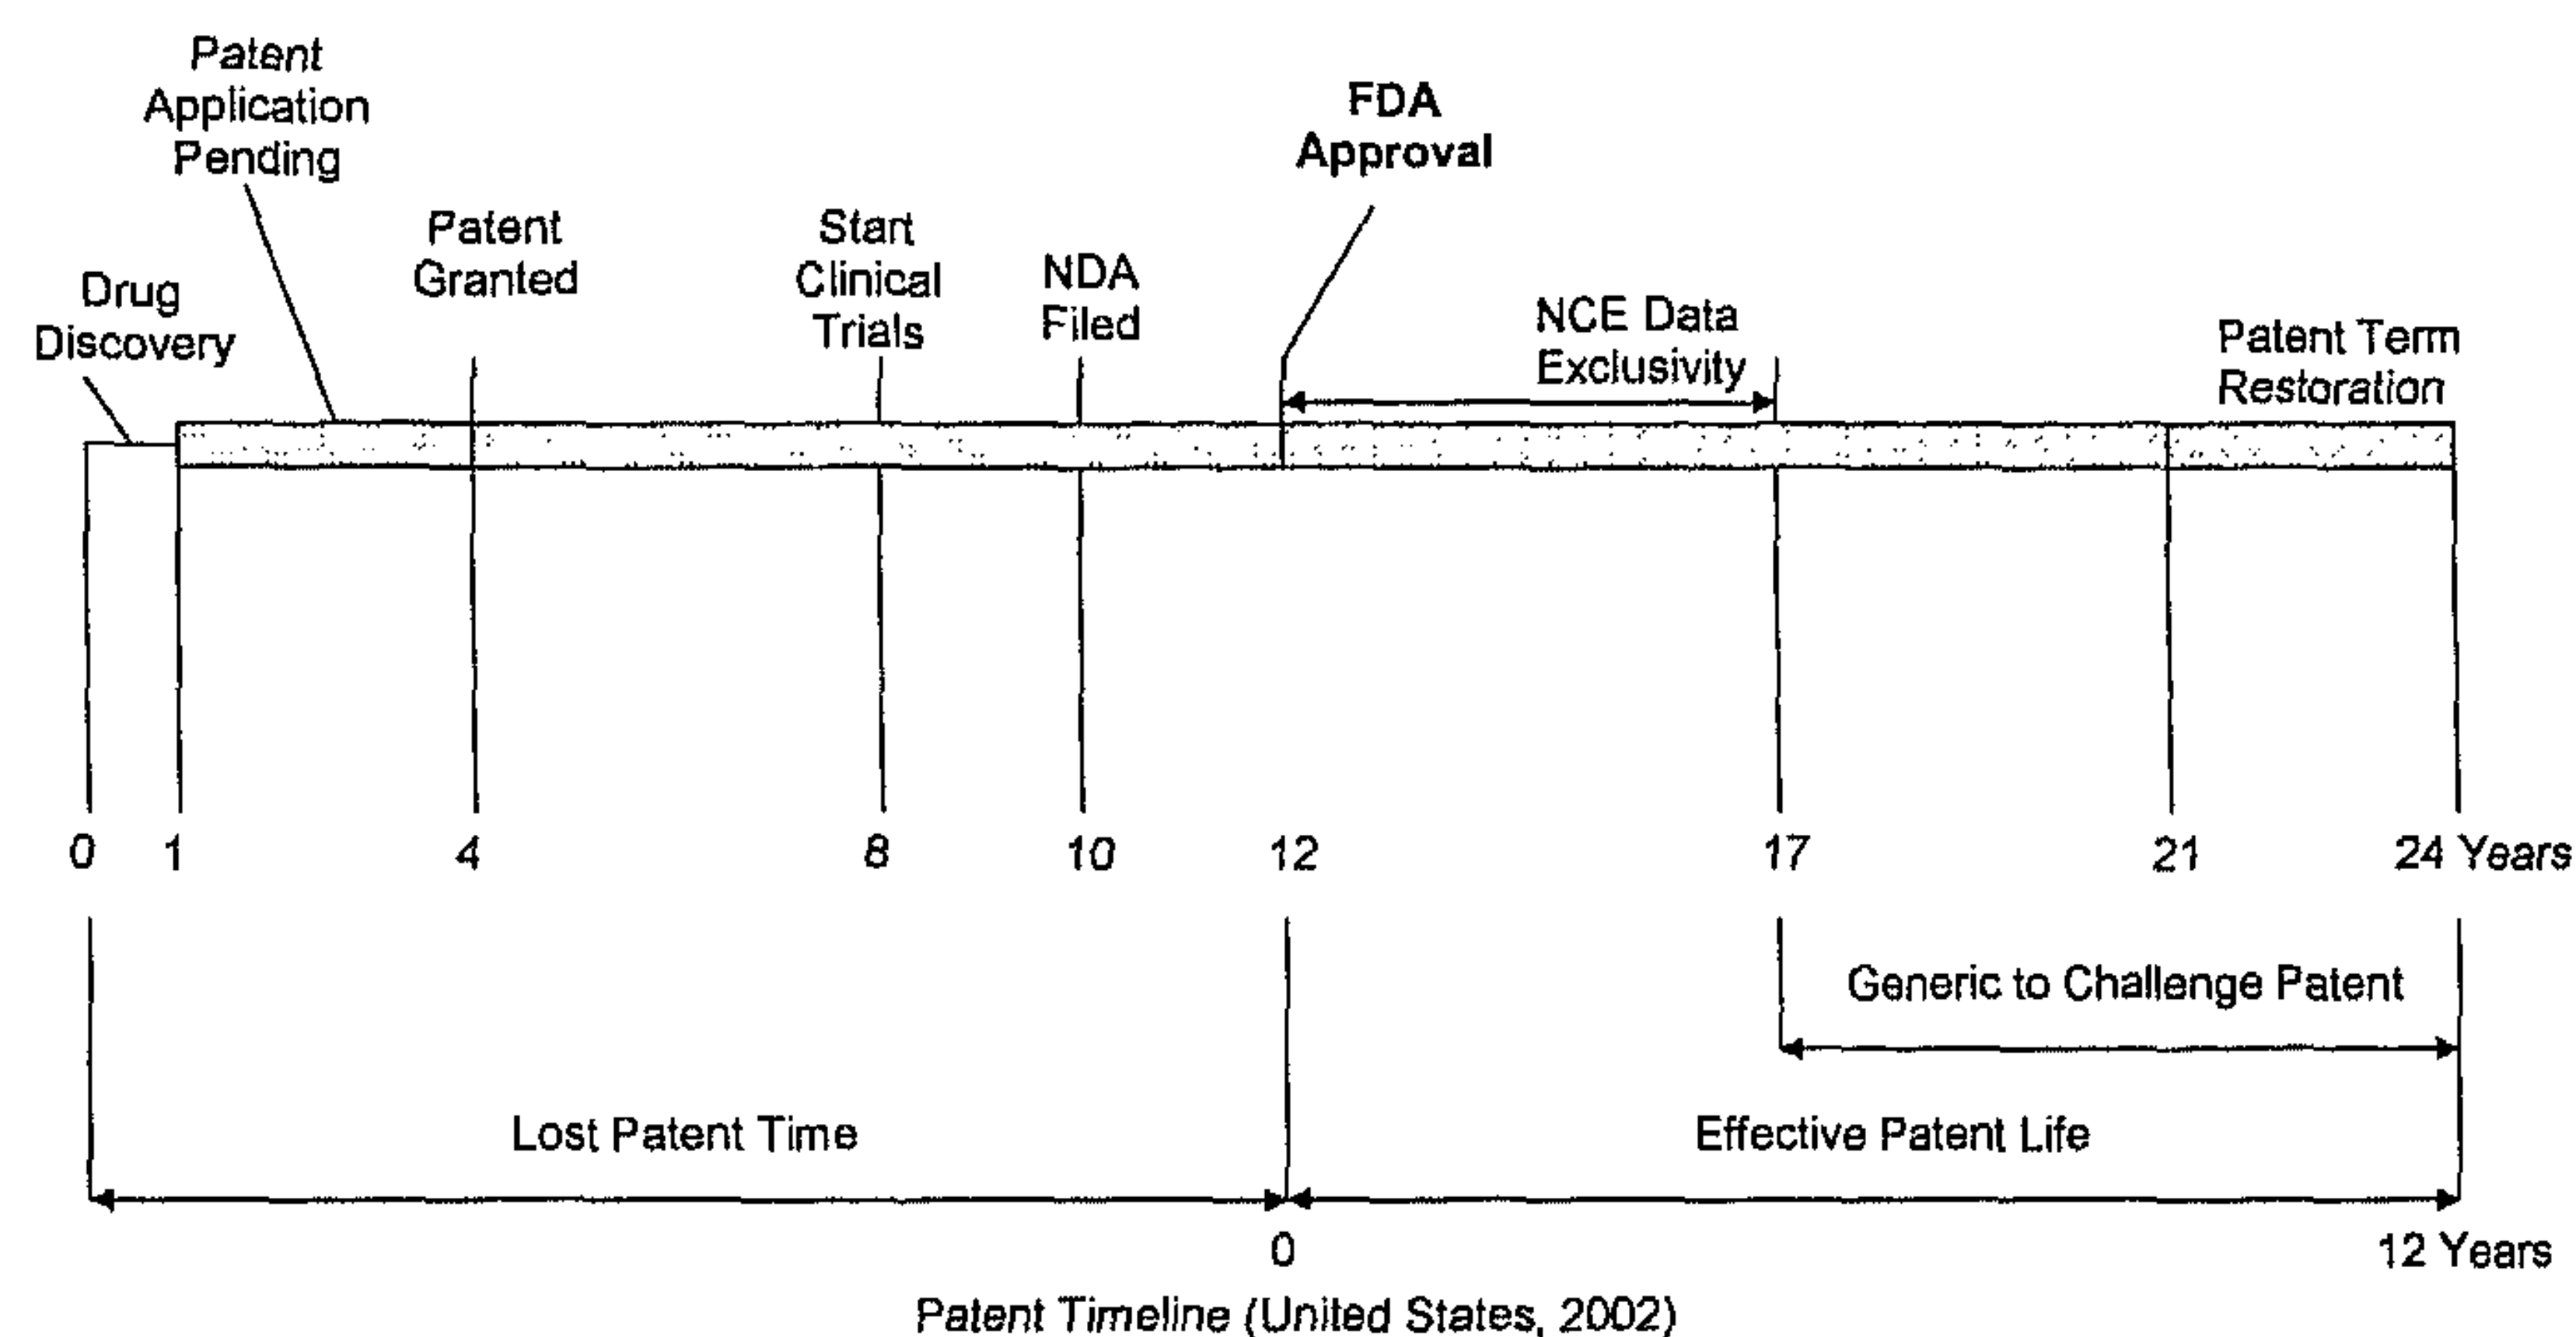 Patent
Application
Pending
Drug
Discovery
Patent
Granted
Start
Clinical
Trials
NDA
Filed
FDA
Approval
NCE Data
Exclusivity
Patent Term
Restoration
0 1 4 8 10 12 17 21 24 Years
Generic to Challenge Patent
Lost Patent Time
Effective Patent Life
0
12 Years
Patent Timeline (United States, 2002)